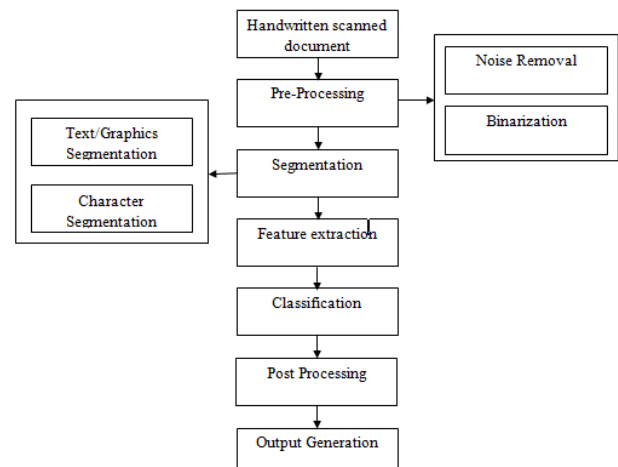 Handwritten scanned
document
Noise Removal
Pre-Processing
Binarization
Text/Graphics
Segmentation
Segmentation
Character
Segmentation
Feature extraction
Classification
Post Processing
Output Generation